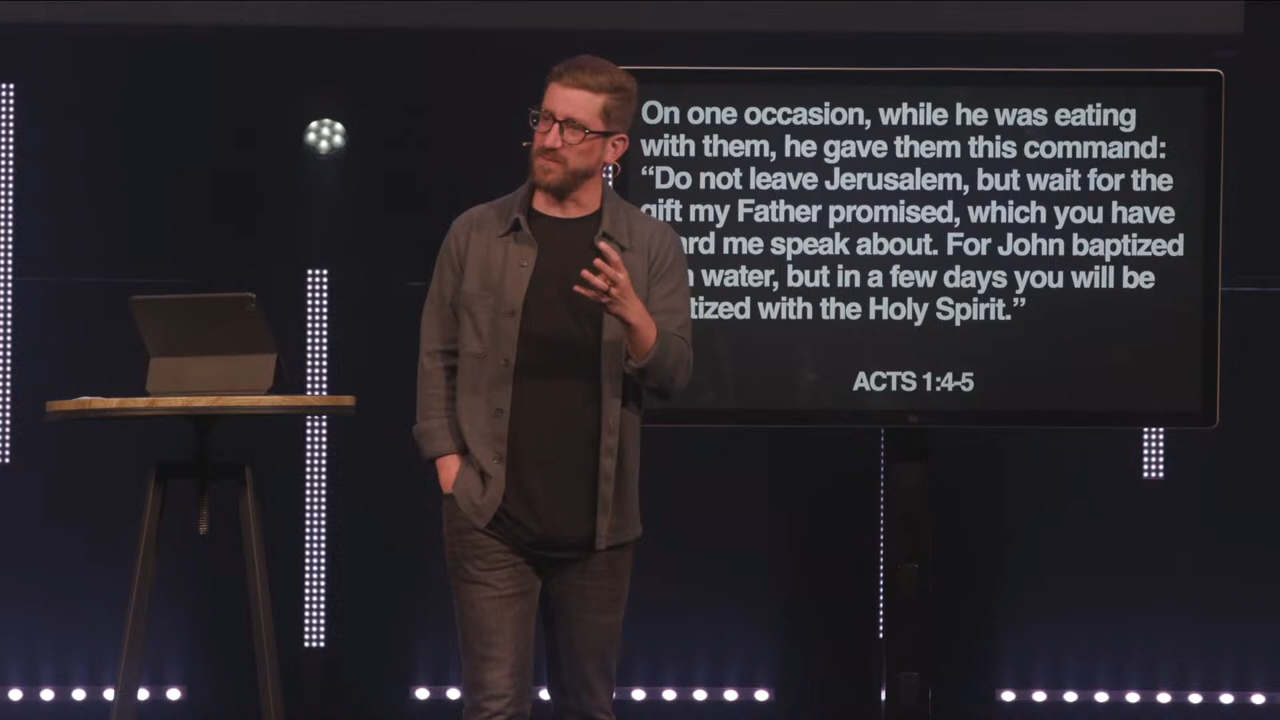 On one occasion, while he was eating
with them, he gave them this command:
“Do not leave Jerusalem, but wait for the
gift my Father promised, which you have
me speak about. For John baptized
water, but in a few days you will be
with the Holy Spirit.”
ACTS 1:4-5